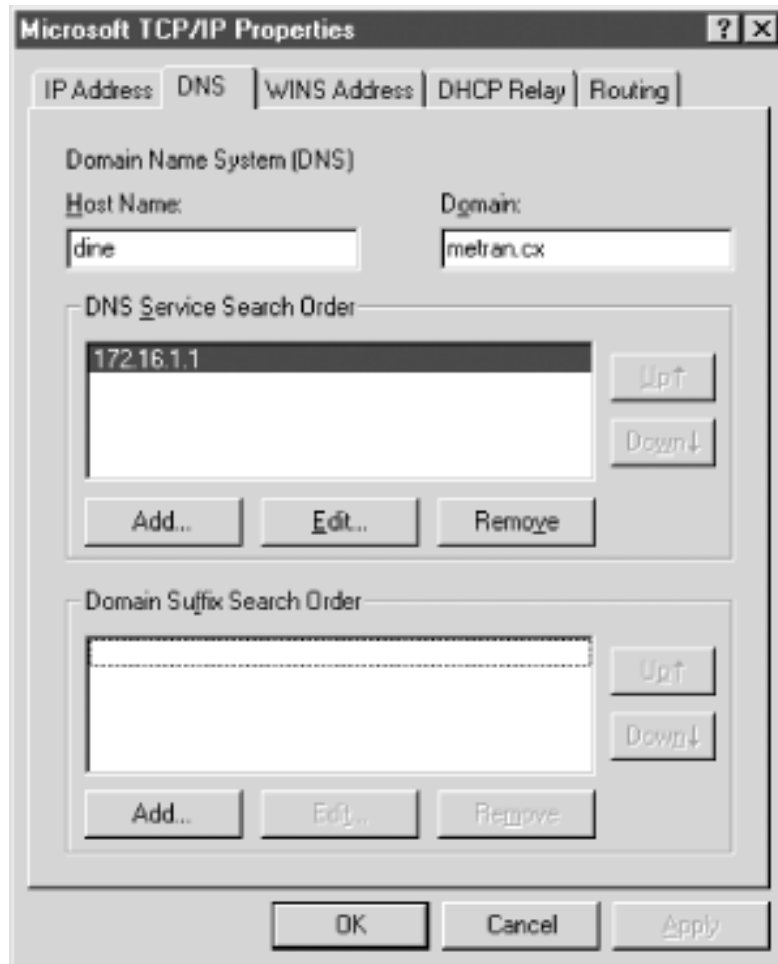 Microsoft TCP/IP Properties
IP Address DNS WINS Address DHCP Relay Routing
Domain Name System (DNS)
Host Name: Domain:
dine metran.cx
DNS Service Search Order
172.16.1.1
Up↑
Down↓
Add... Edit... Remove
Domain Suffix Search Order
Up↑
Down↓
Add... Edit... Remove
OK Cancel Apply